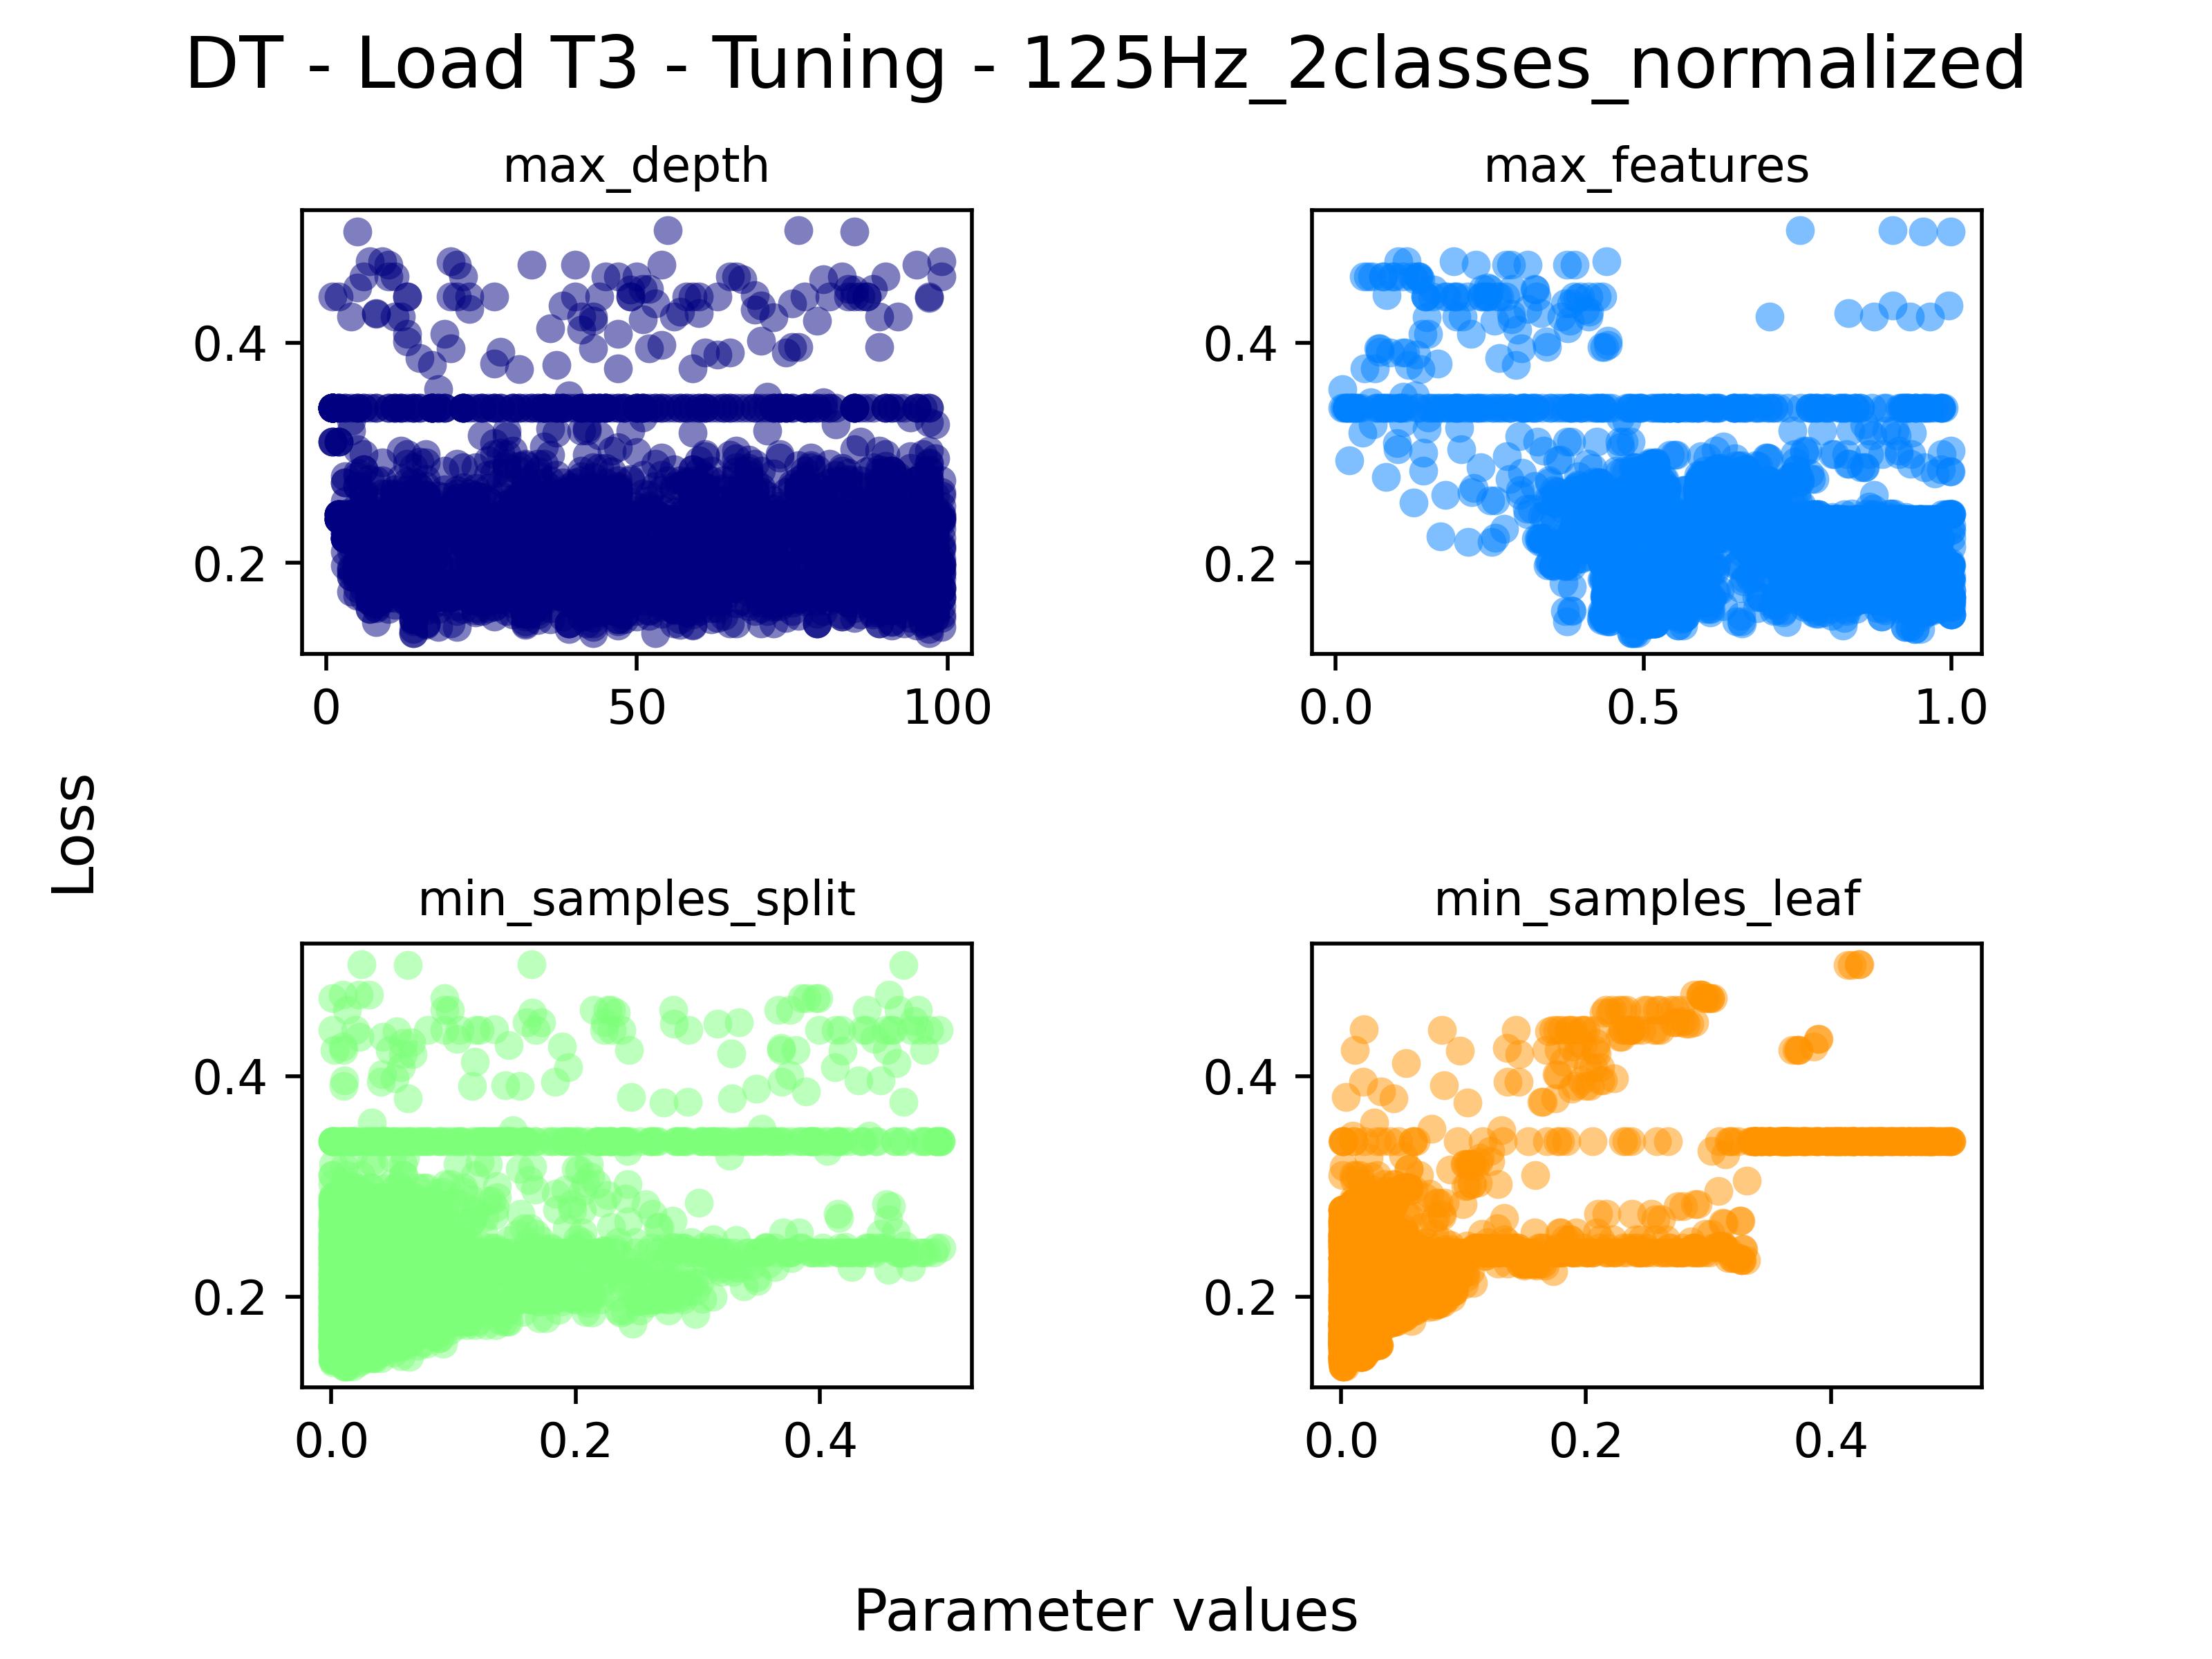 DT - Load T3 - Tuning - 125Hz_2classes_normalized
max_depth
max_features
0.4
0.2
0
50
100
0.4
0.2
0.0
0.5
1.0
Loss
min_samples_split
min_samples_leaf
0.4
0.2
0.0
0.2
0.4
0.4
0.2
0.0
0.2
0.4
Parameter values